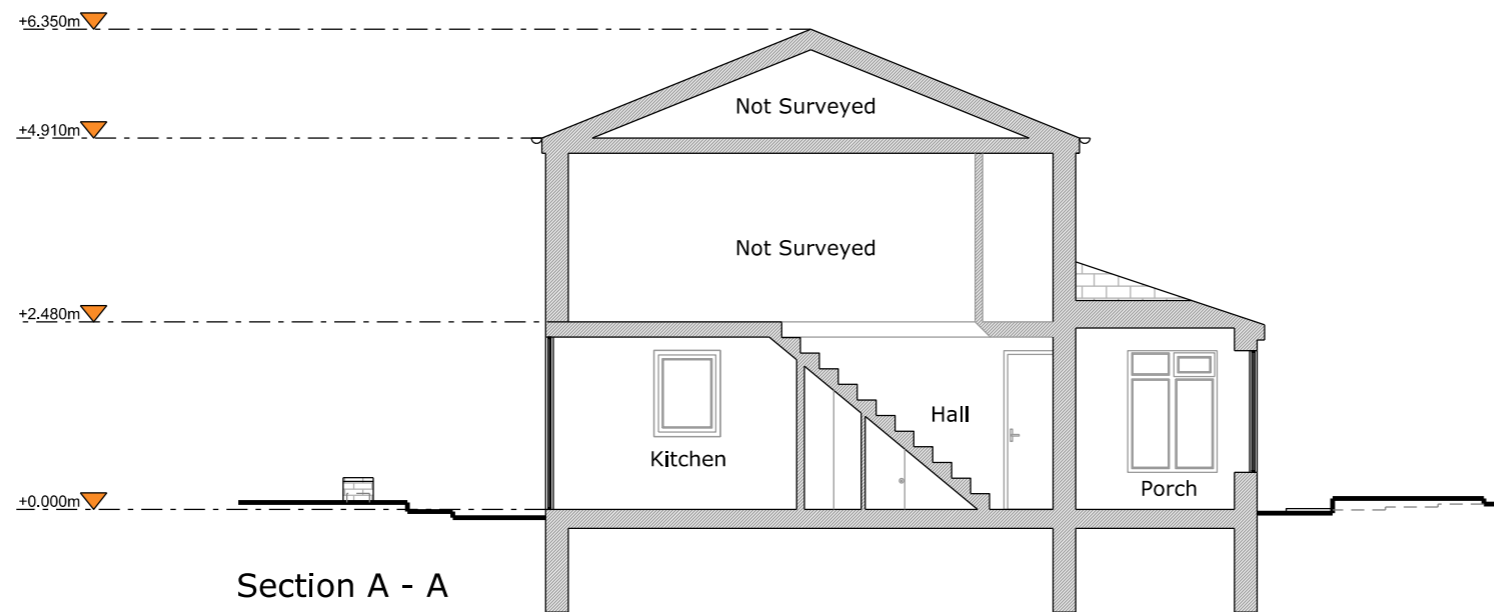 +6.350m
Not Surveyed
+4.910m
Not Surveyed
+2.480m
Hall
Kitchen
Porch
+0.000m
Section A - A